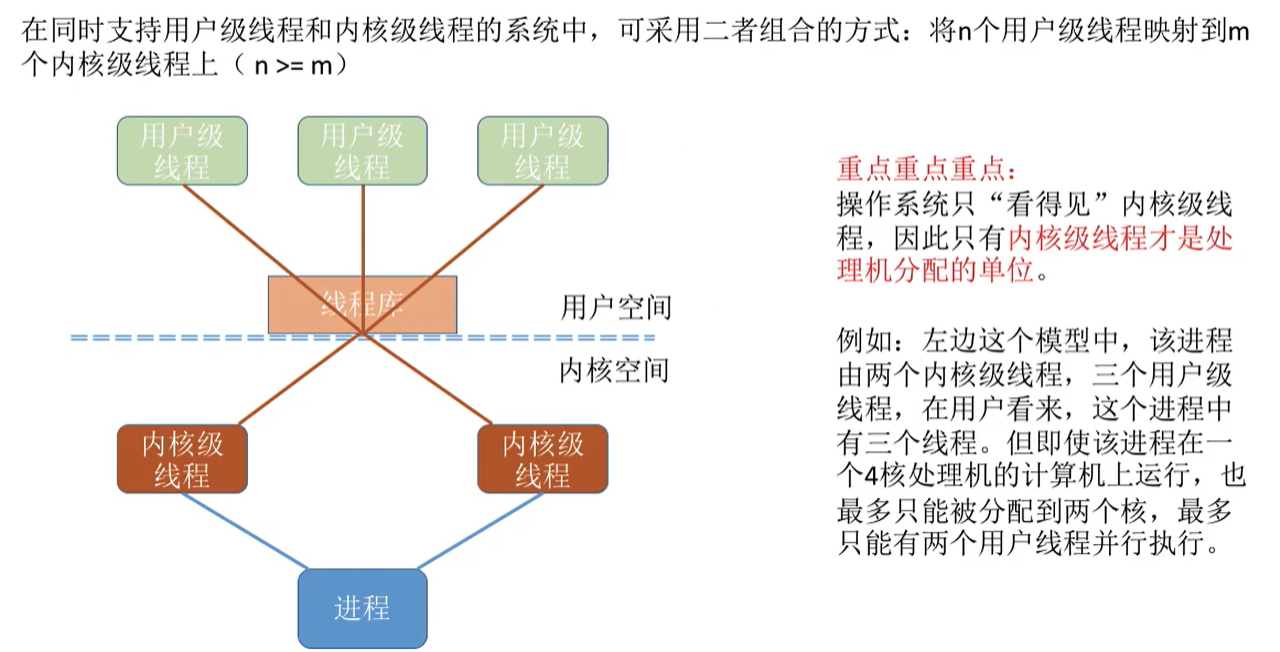 在同时支持用户级线程和内核级线程的系统中，可采用二者组合的方式：将n个用户级线程映射到m
个内核级线程上（ n >= m）
用户级
线程
用户级
线程
用户级
线程
线程库
用户空间
内核空间
内核级
线程
内核级
线程
进程
重点重点重点：
操作系统只“看得见”内核级线
程，因此只有内核级线程才是处
理机分配的单位。
例如：左边这个模型中，该进程
由两个内核级线程，三个用户级
线程，在用户看来，这个进程中
有三个线程。但即使该进程在一
个4核处理机的计算机上运行，也
最多只能被分配到两个核，最多
只能有两个用户线程并行执行。